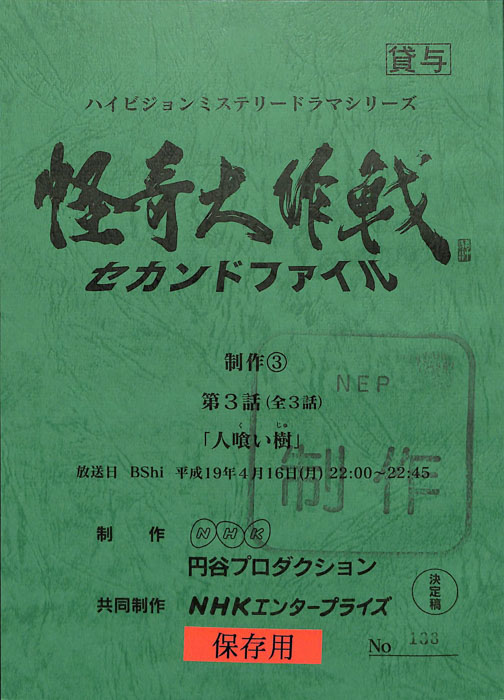 貸与
ハイビジョンミステリードラマシリーズ
怪奇大作戦
セカンドファイル
制作③
第3話(全3話)
「人喰い樹」
く じゅ
放送日 BShi 平成19年4月16日(月) 22:00〜22:45
NEP
制作
制作 NHK
円谷プロダクション
共同制作 NHKエンタープライズ
決定稿
保存用
No 133